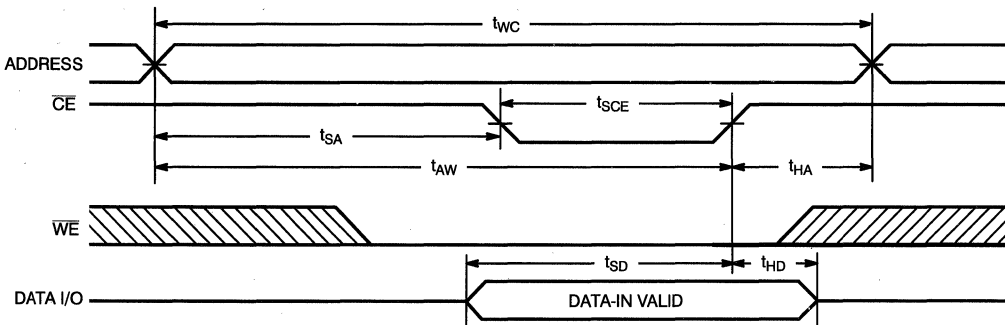 tWC
ADDRESS
CE
tSCE
tSA
tAW
tHA
WE
tSD
tHD
DATA I/O
DATA-IN VALID